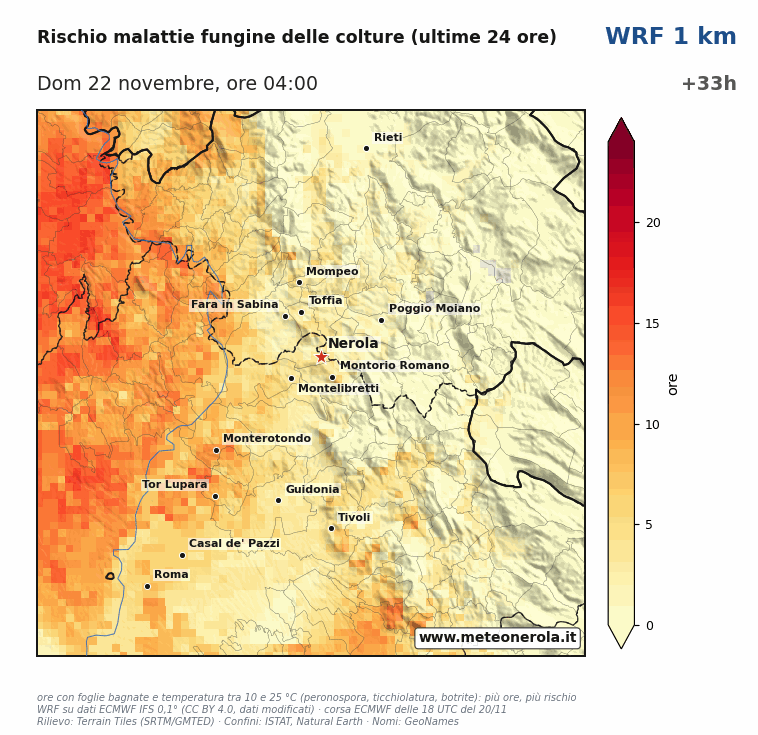 Rischio malattie fungine delle colture (ultime 24 ore)
WRF 1 km
Dom 22 novembre, ore 04:00
+33h
Rieti
Mompeo
Fara in Sabina
Toffia
Poggio Moiano
Nerola
Montorio Romano
Montelibretti
Monterotondo
Tor Lupara
Guidonia
Tivoli
Casal de' Pazzi
Roma
www.meteonerola.it
20
15
10
5
0
ore
ore con foglie bagnate e temperatura tra 10 e 25 °C (peronospora, ticchiolatura, botrite): più ore, più rischio
WRF su dati ECMWF IFS 0,1° (CC BY 4.0, dati modificati) · corsa ECMWF delle 18 UTC del 20/11
Rilievo: Terrain Tiles (SRTM/GMTED) · Confini: ISTAT, Natural Earth · Nomi: GeoNames